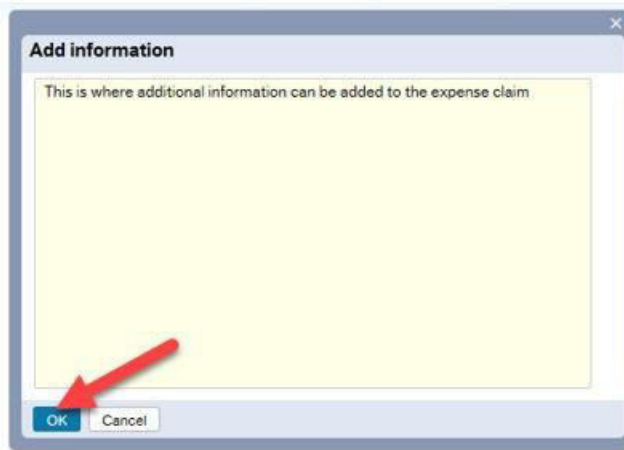 Add information
This is where additional information can be added to the expense claim
OK Cancel